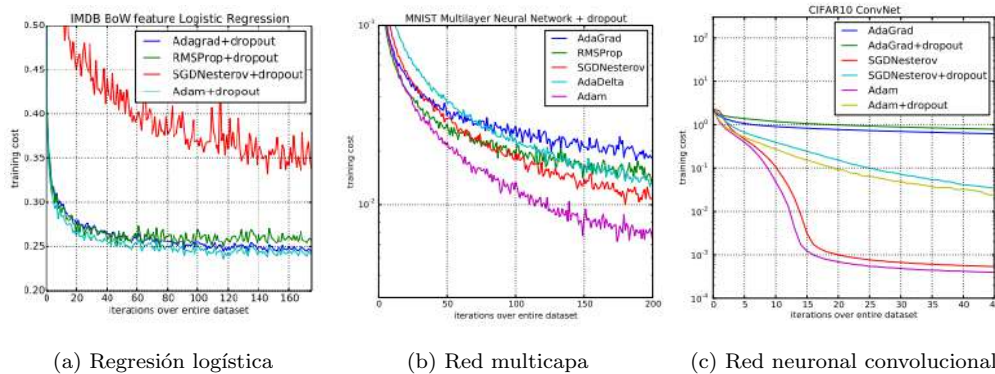 IMDB BoW feature Logistic Regression
0.50
0.45
0.40
0.35
0.30
0.25
0.20
training cost
Adagrad+dropout
RMSProp+dropout
SGDNesterov+dropout
Adam+dropout
0 20 40 60 80 100 120 140 160
iterations over entire dataset
(a) Regresión logística
MNIST Multilayer Neural Network + dropout
10⁻¹
10⁻²
training cost
AdaGrad
RMSProp
SGDNesterov
AdaDelta
Adam
0 50 100 150 200
iterations over entire dataset
(b) Red multicapa
CIFAR10 ConvNet
10²
10¹
10⁰
10⁻¹
10⁻²
10⁻³
10⁻⁴
training cost
AdaGrad
AdaGrad+dropout
SGDNesterov
SGDNesterov+dropout
Adam
Adam+dropout
0 5 10 15 20 25 30 35 40 45
iterations over entire dataset
(c) Red neuronal convolucional